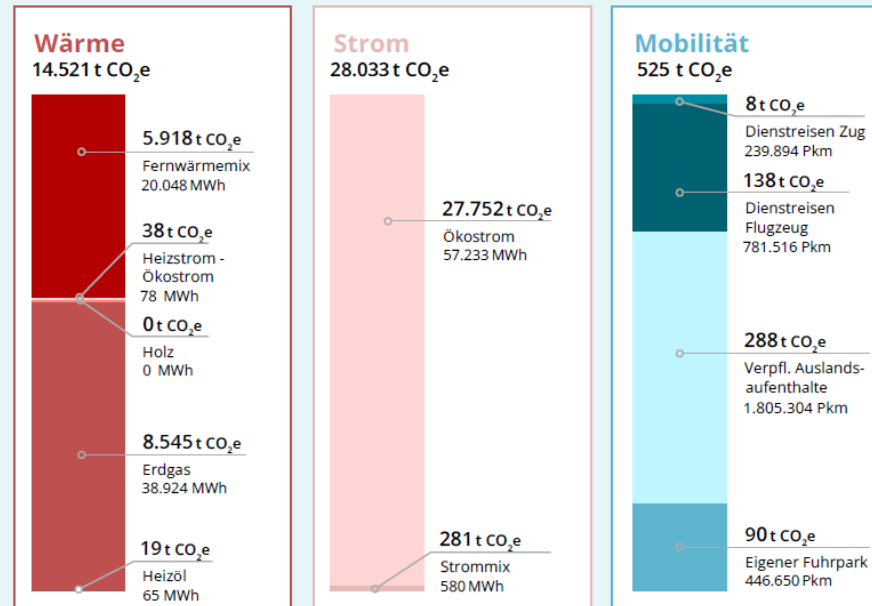 Wärme
14.521 t CO₂e
5.918 t CO₂e
Fernwärmemix
20.048 MWh
38 t CO₂e
Heizstrom -
Ökostrom
78 MWh
0 t CO₂e
Holz
0 MWh
8.545 t CO₂e
Erdgas
38.924 MWh
19 t CO₂e
Heizöl
65 MWh
Strom
28.033 t CO₂e
27.752 t CO₂e
Ökostrom
57.233 MWh
281 t CO₂e
Strommix
580 MWh
Mobilität
525 t CO₂e
8 t CO₂e
Dienstreisen Zug
239.894 Pkm
138 t CO₂e
Dienstreisen
Flugzeug
781.516 Pkm
288 t CO₂e
Verpfl. Auslands-
aufenthalte
1.805.304 Pkm
90 t CO₂e
Eigener Fuhrpark
446.650 Pkm